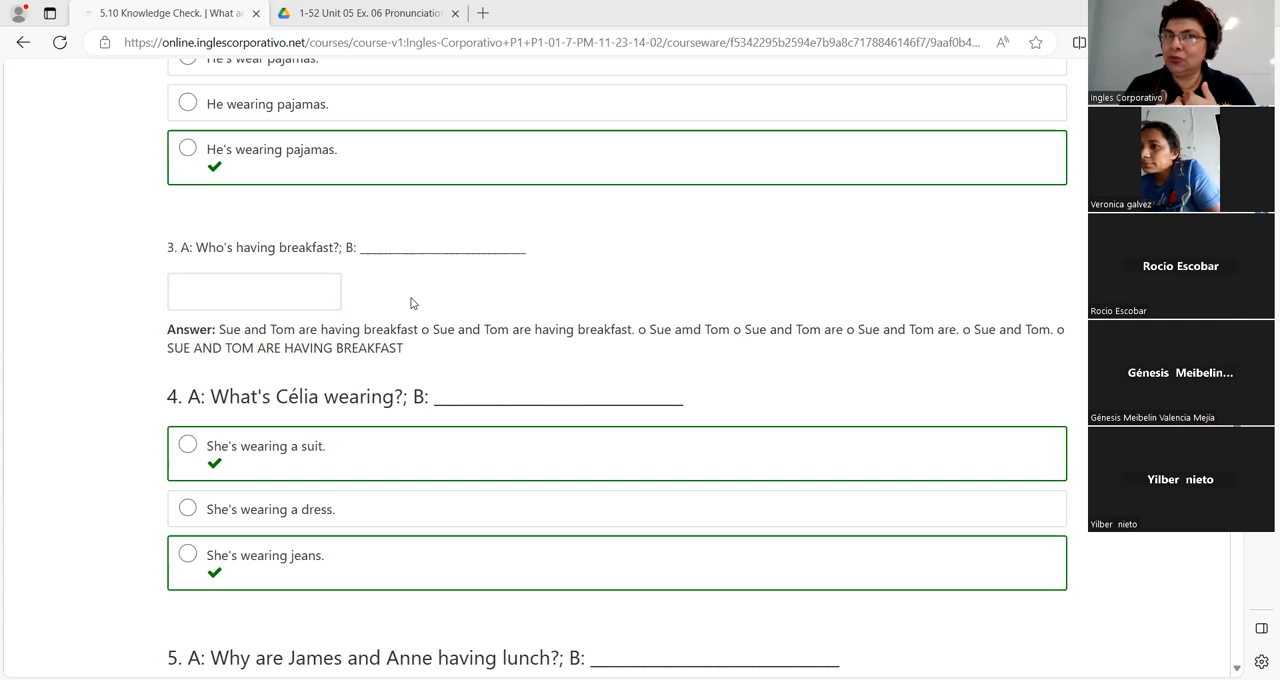 5.10 Knowledge Check. | What a
1-52 Unit 05 Ex. 06 Pronunciation
https://online.inglescorporativo.net/courses/course-v1:Ingles-Corporativo+P1+P1-01-7-PM-11-23-14-02/courseware/f5342295b2594e7b9a8c7178846146f7/9aaf0b4...
He's wear pajamas.
He wearing pajamas.
He's wearing pajamas.
3. A: Who's having breakfast?; B: ___________________________
Answer: Sue and Tom are having breakfast o Sue and Tom are having breakfast. o Sue amd Tom o Sue and Tom are o Sue and Tom are. o Sue and Tom. o
SUE AND TOM ARE HAVING BREAKFAST
4. A: What's Célia wearing?; B: ___________________________
She's wearing a suit.
She's wearing a dress.
She's wearing jeans.
5. A: Why are James and Anne having lunch?; B: ___________________________
Ingles Corporativo
Veronica galvez
Rocio Escobar
Rocio Escobar
Génesis Meibelin...
Génesis Meibelin Valencia Mejía
Yilber nieto
Yilber nieto